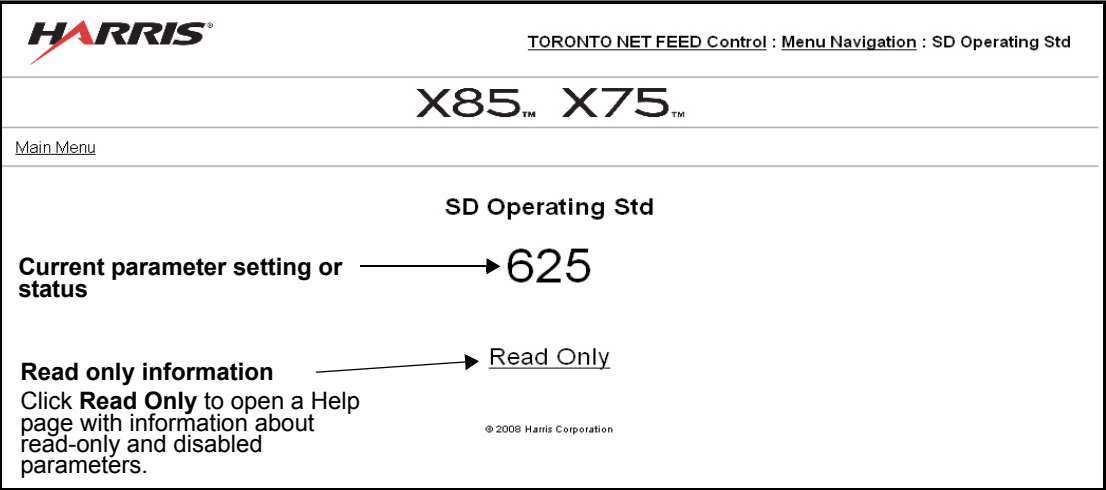 HARRIS®
TORONTO NET FEED Control : Menu Navigation : SD Operating Std
X85™ X75™
Main Menu
SD Operating Std
Current parameter setting or
status
625
Read only information
Read Only
Click Read Only to open a Help
page with information about
read-only and disabled
parameters.
© 2008 Harris Corporation